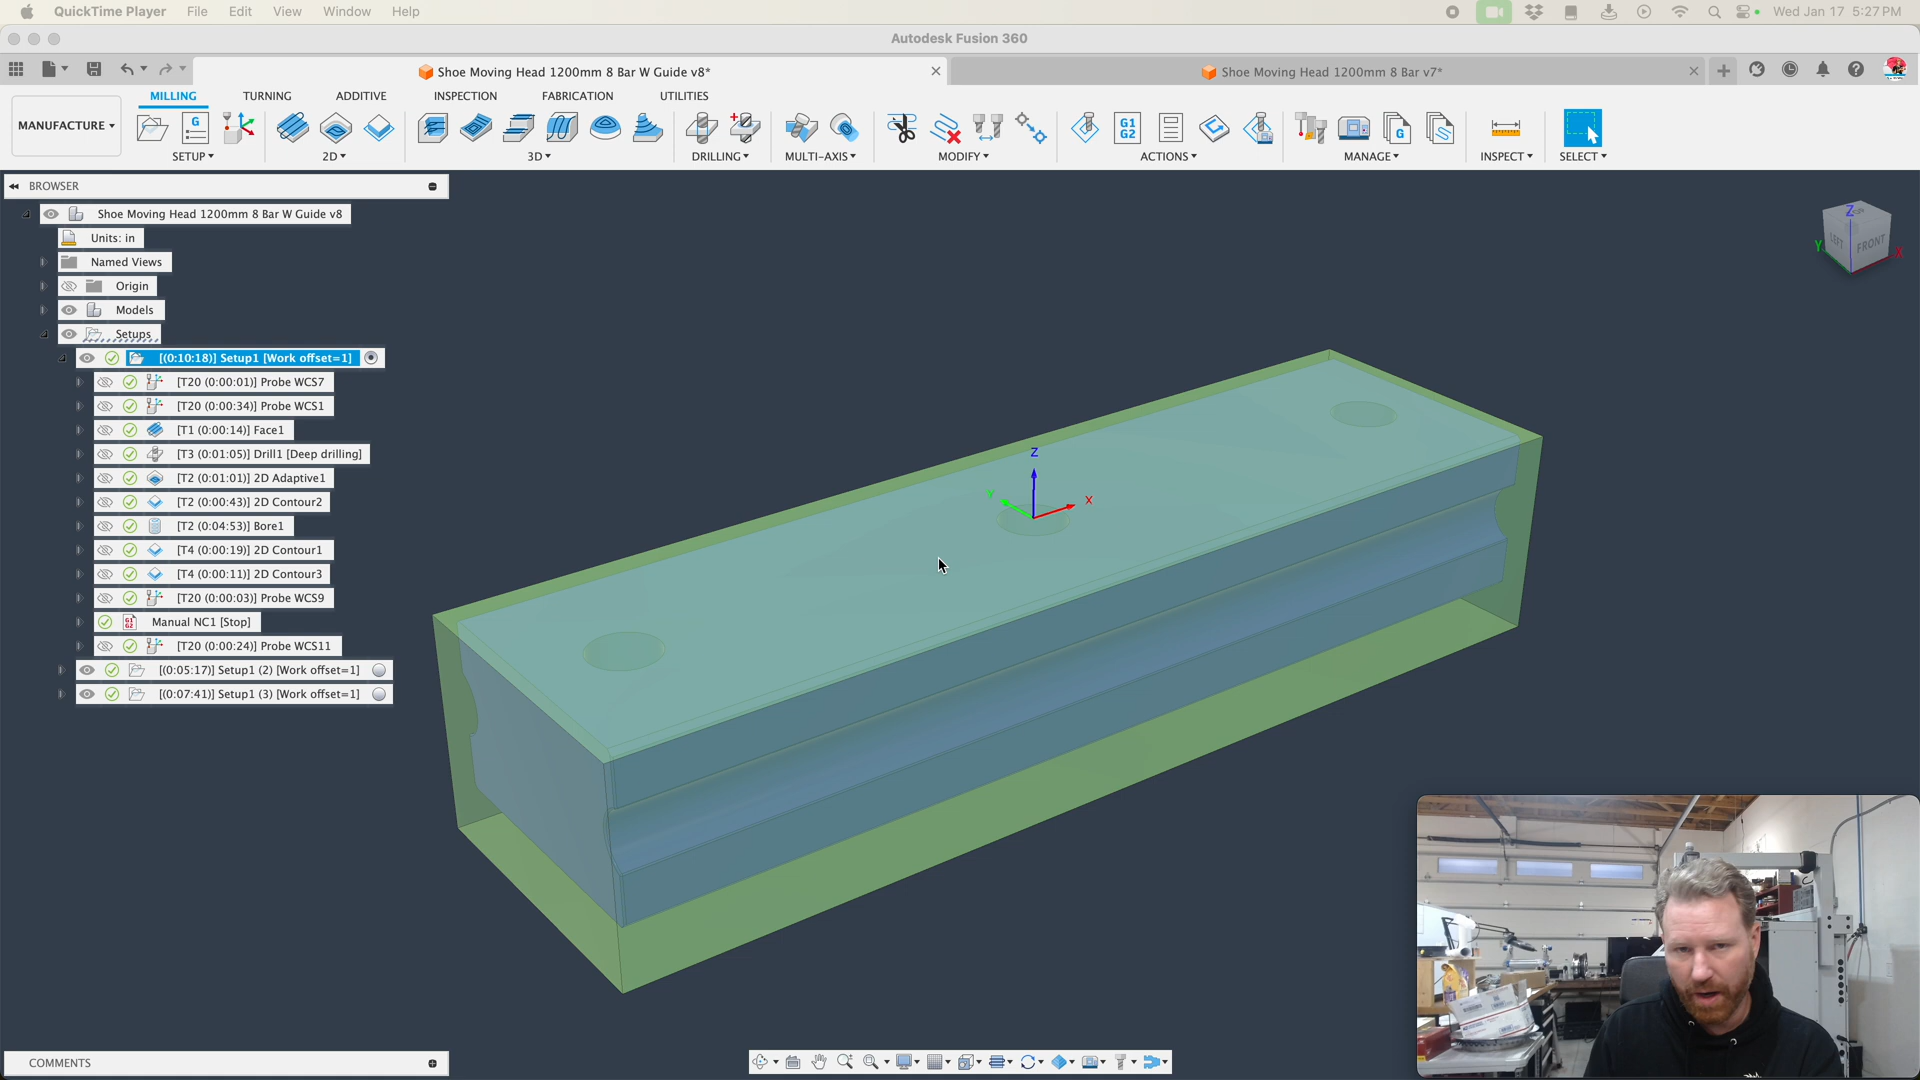 QuickTime Player File Edit View Window Help
Wed Jan 17 5:27 PM
Autodesk Fusion 360
Shoe Moving Head 1200mm 8 Bar W Guide v8*
Shoe Moving Head 1200mm 8 Bar v7*
MILLING TURNING ADDITIVE INSPECTION FABRICATION UTILITIES
MANUFACTURE
SETUP 2D 3D DRILLING MULTI-AXIS MODIFY ACTIONS MANAGE INSPECT SELECT
BROWSER
Shoe Moving Head 1200mm 8 Bar W Guide v8
Units: in
Named Views
Origin
Models
Setups
[(0:10:18)] Setup1 [Work offset=1]
[T20 (0:00:01)] Probe WCS7
[T20 (0:00:34)] Probe WCS1
[T1 (0:00:14)] Face1
[T3 (0:01:05)] Drill1 [Deep drilling]
[T2 (0:01:01)] 2D Adaptive1
[T2 (0:00:43)] 2D Contour2
[T2 (0:04:53)] Bore1
[T4 (0:00:19)] 2D Contour1
[T4 (0:00:11)] 2D Contour3
[T20 (0:00:03)] Probe WCS9
Manual NC1 [Stop]
[T20 (0:00:24)] Probe WCS11
[(0:05:17)] Setup1 (2) [Work offset=1]
[(0:07:41)] Setup1 (3) [Work offset=1]
Z
Y
X
Z
LEFT FRONT
Y
X
COMMENTS